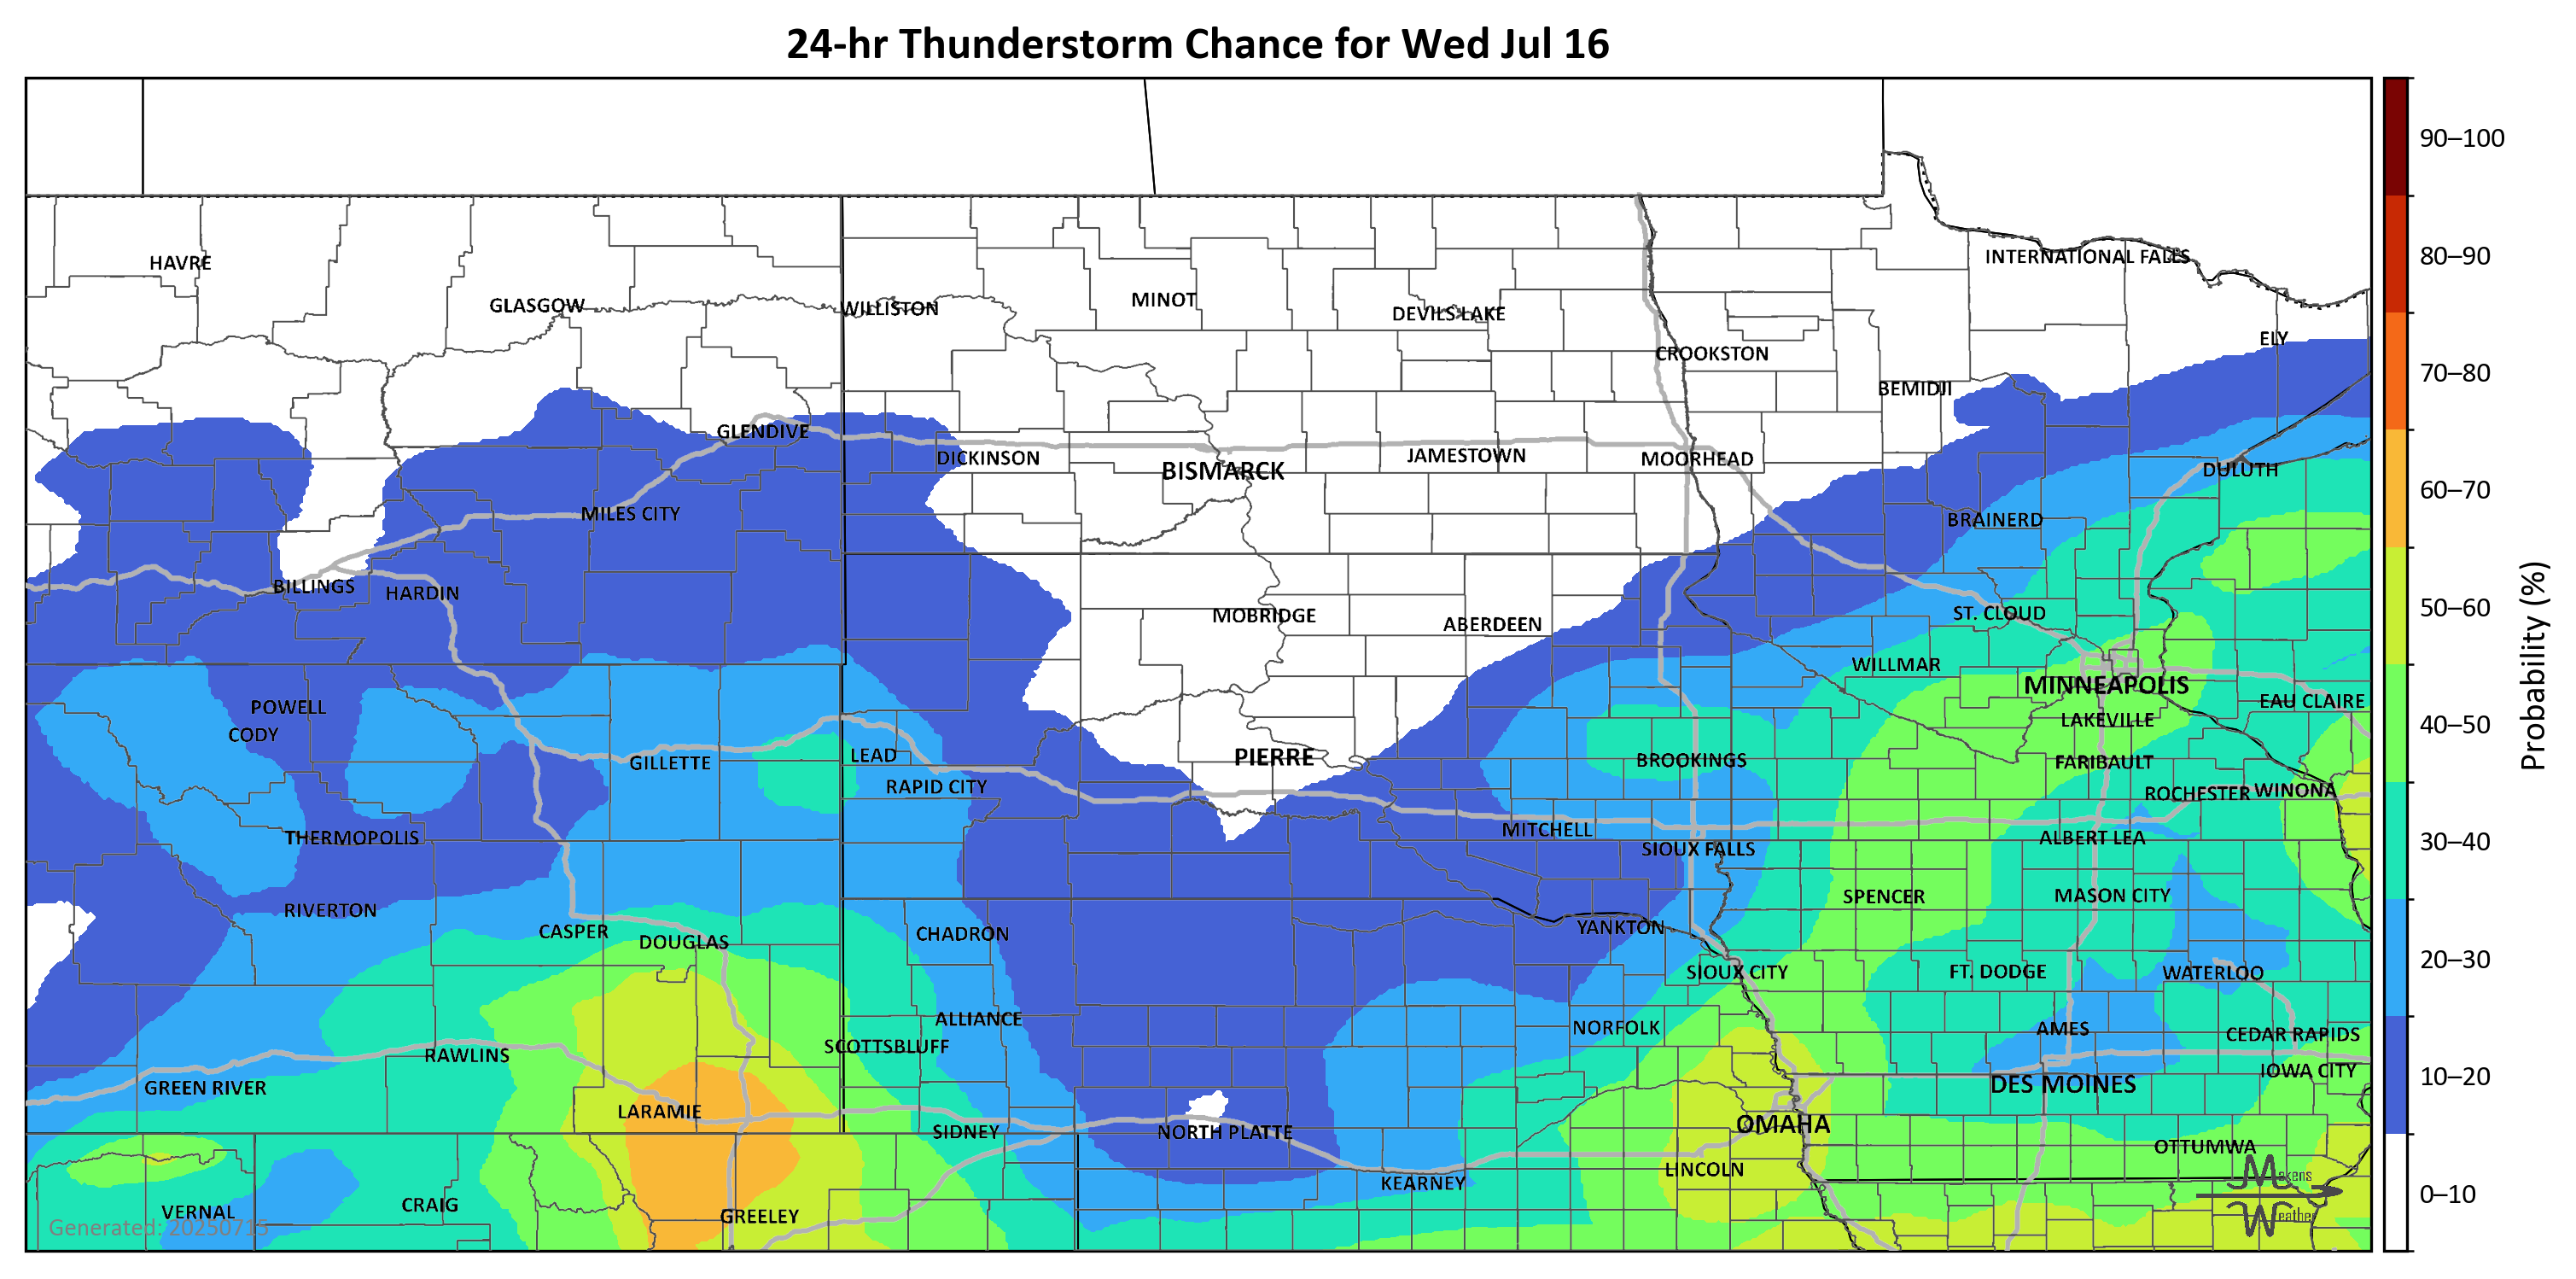 24-hr Thunderstorm Chance for Wed Jul 16
90–100
INTERNATIONAL FALLS
80–90
HAVRE
MINOT
GLASGOW
WILLISTON
DEVILS LAKE
ELY
CROOKSTON
70–80
BEMIDJI
GLENDIVE
DICKINSON
BISMARCK
JAMESTOWN
MOORHEAD
DULUTH
60–70
MILES CITY
BRAINERD
BILLINGS
HARDIN
MOBRIDGE
ABERDEEN
ST. CLOUD
50–60
WILLMAR
Probability (%)
MINNEAPOLIS
POWELL
EAU CLAIRE
CODY
LAKEVILLE
40–50
LEAD
PIERRE
GILLETTE
BROOKINGS
FARIBAULT
RAPID CITY
ROCHESTER
WINONA
THERMOPOLIS
MITCHELL
ALBERT LEA
30–40
SIOUX FALLS
RIVERTON
SPENCER
MASON CITY
CASPER
DOUGLAS
CHADRON
YANKTON
20–30
SIOUX CITY
FT. DODGE
WATERLOO
ALLIANCE
NORFOLK
AMES
CEDAR RAPIDS
RAWLINS
SCOTTSBLUFF
IOWA CITY
10–20
GREEN RIVER
DES MOINES
LARAMIE
OMAHA
SIDNEY
NORTH PLATTE
OTTUMWA
LINCOLN
Makens
KEARNEY
0–10
VERNAL
CRAIG
GREELEY
Weather
Generated: 20250715